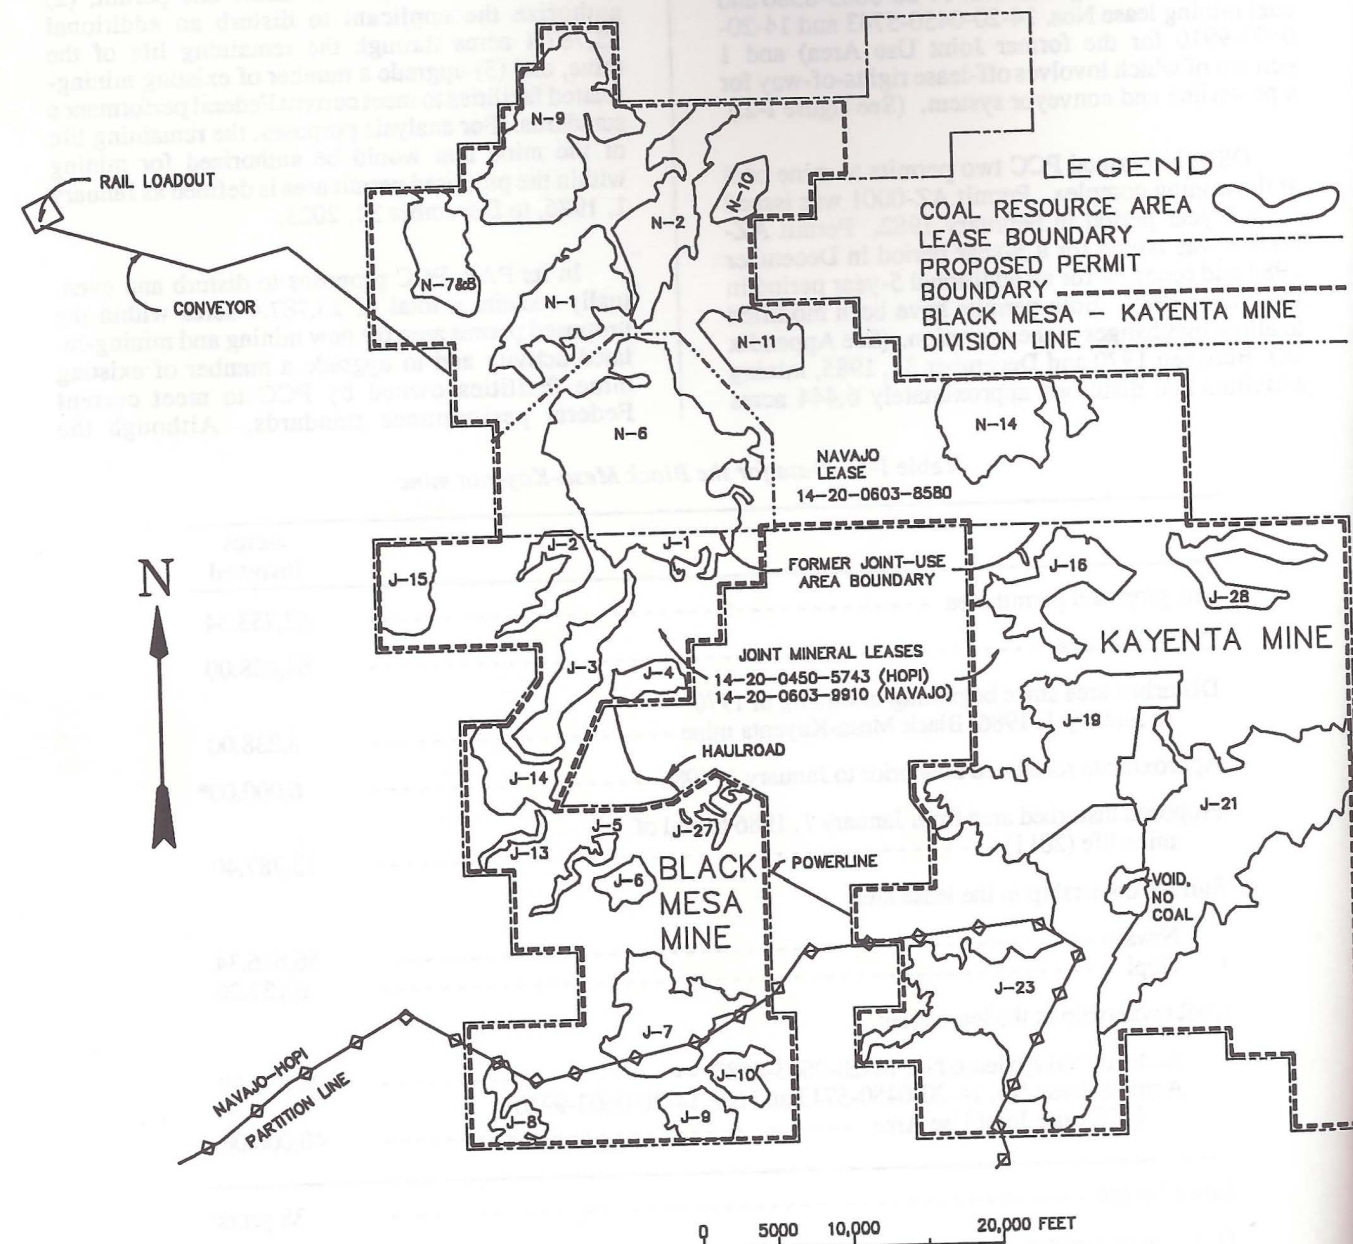 N-9
RAIL LOADOUT
N-10
N-2
LEGEND
COAL RESOURCE AREA
LEASE BOUNDARY
PROPOSED PERMIT
BOUNDARY
BLACK MESA - KAYENTA MINE
DIVISION LINE
N-7&8
N-1
CONVEYOR
N-11
N-6
N-14
NAVAJO
LEASE
14-20-0603-8580
J-2
J-1
J-15
FORMER JOINT-USE
AREA BOUNDARY
J-16
J-28
N
KAYENTA MINE
JOINT MINERAL LEASES
14-20-0450-5743 (HOPI)
14-20-0603-9910 (NAVAJO)
J-3
J-4
J-19
HAULROAD
J-14
J-21
J-5
J-27
J-13
J-6
BLACK
MESA
MINE
POWERLINE
VOID,
NO
COAL
J-23
J-7
NAVAJO-HOPI
PARTITION LINE
J-10
J-8
J-9
0 5000 10,000 20,000 FEET